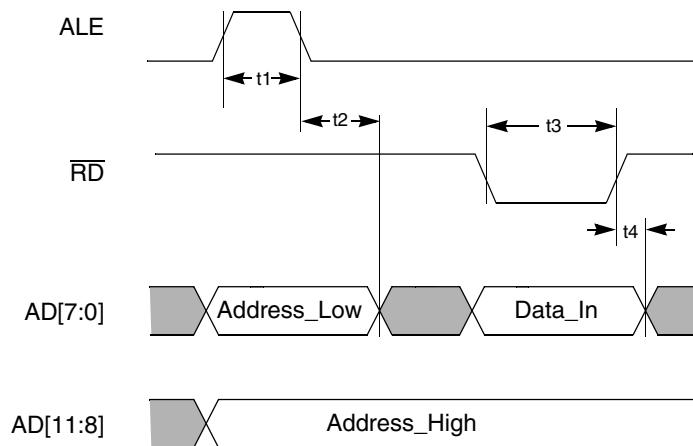 ALE
t1
t2
t3
RD
t4
AD[7:0]
Address_Low
Data_In
AD[11:8]
Address_High